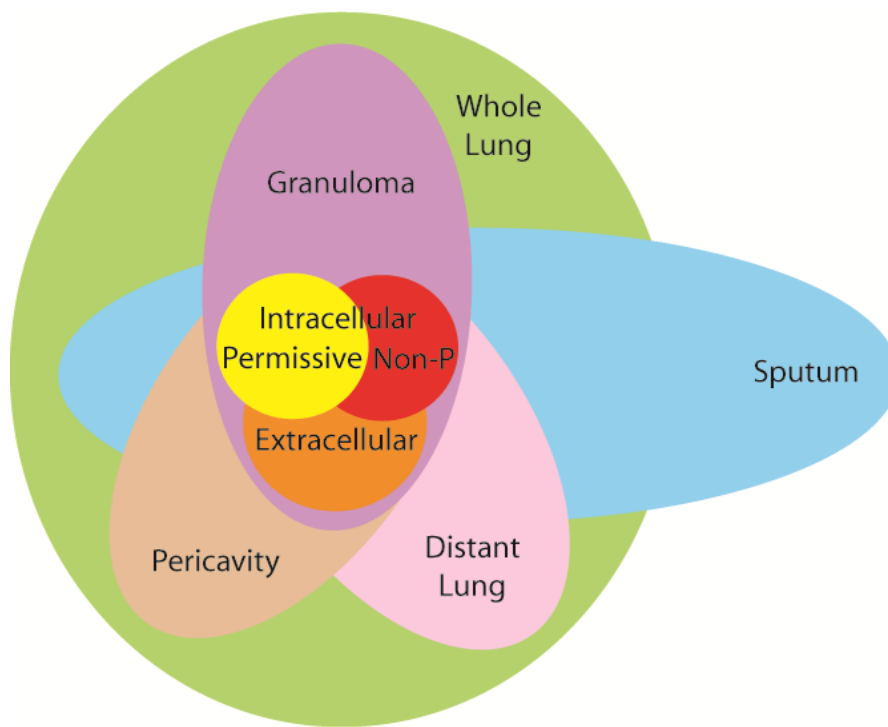 Whole
Lung
Granuloma
Intracellular
Permissive Non-P
Sputum
Extracellular
Pericavity
Distant
Lung